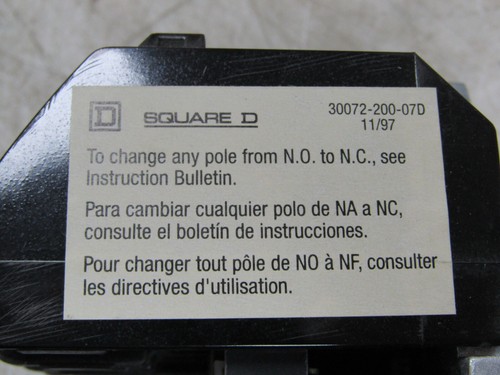 D SQUARE D 30072-200-07D
11/97
To change any pole from N.O. to N.C., see
Instruction Bulletin.
Para cambiar cualquier polo de NA a NC,
consulte el boletín de instrucciones.
Pour changer tout pôle de NO à NF, consulter
les directives d'utilisation.